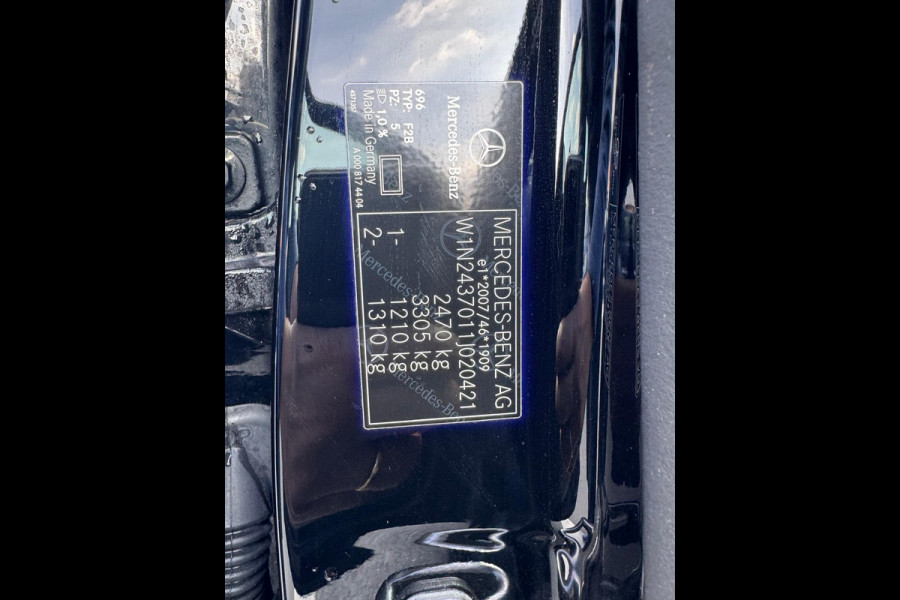 Mercedes-Benz
696
TYP: F2B
PZ: 5
1,0 %
Made in Germany
A 000 817 44 04
4571357
MERCEDES-BENZ AG
e1*2007/46*1909
W1N2437011J020421
2470 kg
3305 kg
1- 1210 kg
2- 1310 kg